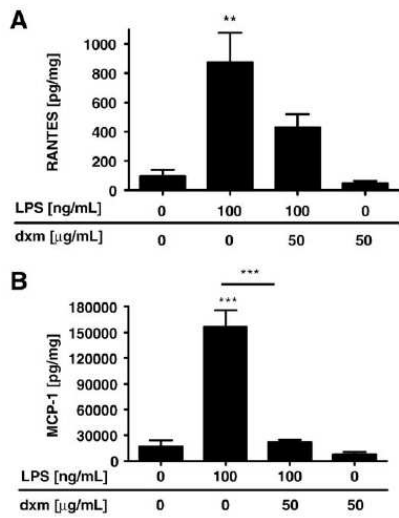 A
**
RANTES [pg/mg]
1000
800
600
400
200
0
LPS [ng/mL] 0 100 100 0
dxm [µg/mL] 0 0 50 50
B
***
***
MCP-1 [pg/mg]
180000
150000
120000
90000
60000
30000
0
LPS [ng/mL] 0 100 100 0
dxm [µg/mL] 0 0 50 50